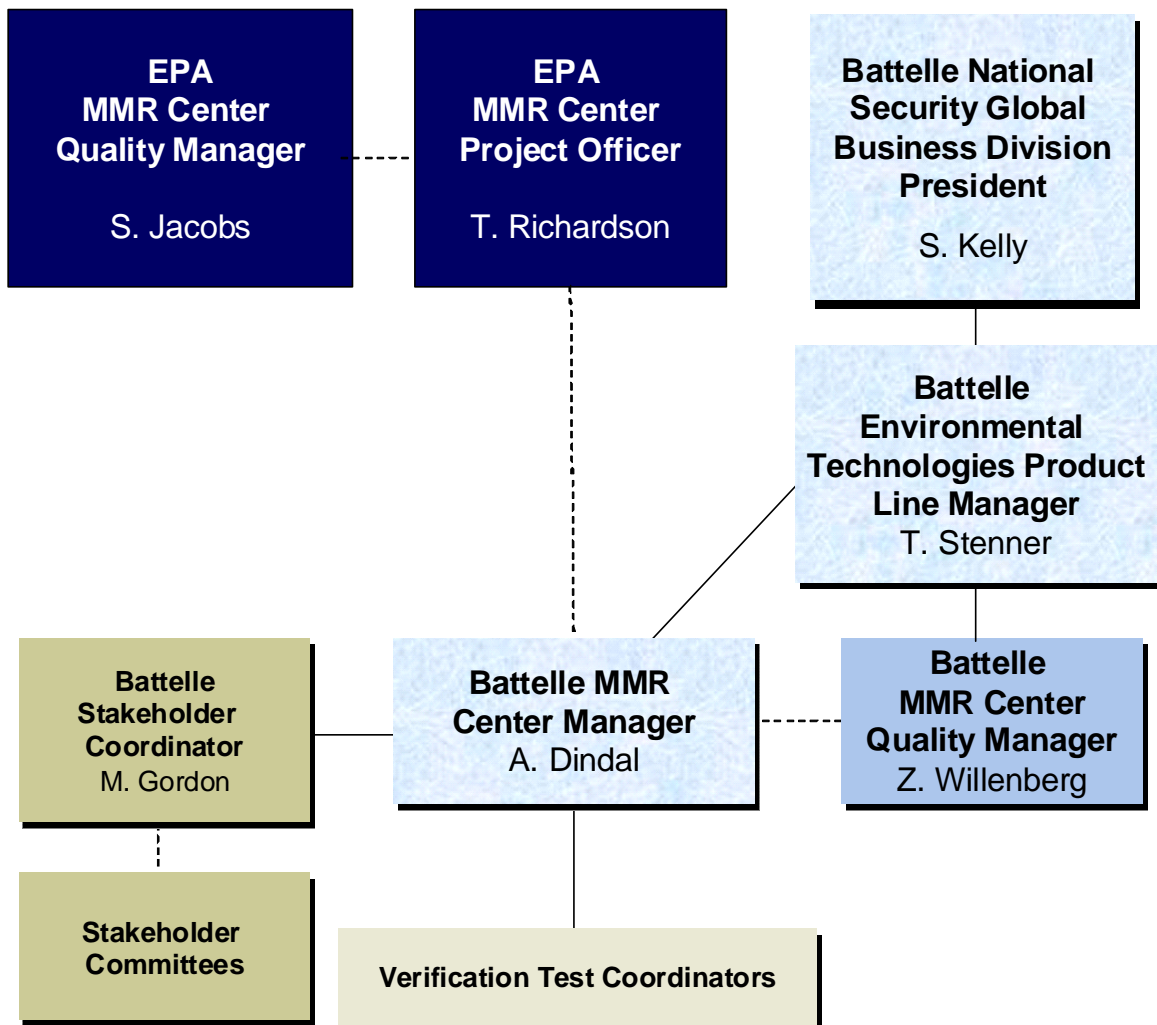 EPA
MMR Center
Quality Manager
S. Jacobs
EPA
MMR Center
Project Officer
T. Richardson
Battelle National
Security Global
Business Division
President
S. Kelly
Battelle
Environmental
Technologies Product
Line Manager
T. Stenner
Battelle
Stakeholder
Coordinator
M. Gordon
Battelle MMR
Center Manager
A. Dindal
Battelle
MMR Center
Quality Manager
Z. Willenberg
Stakeholder
Committees
Verification Test Coordinators